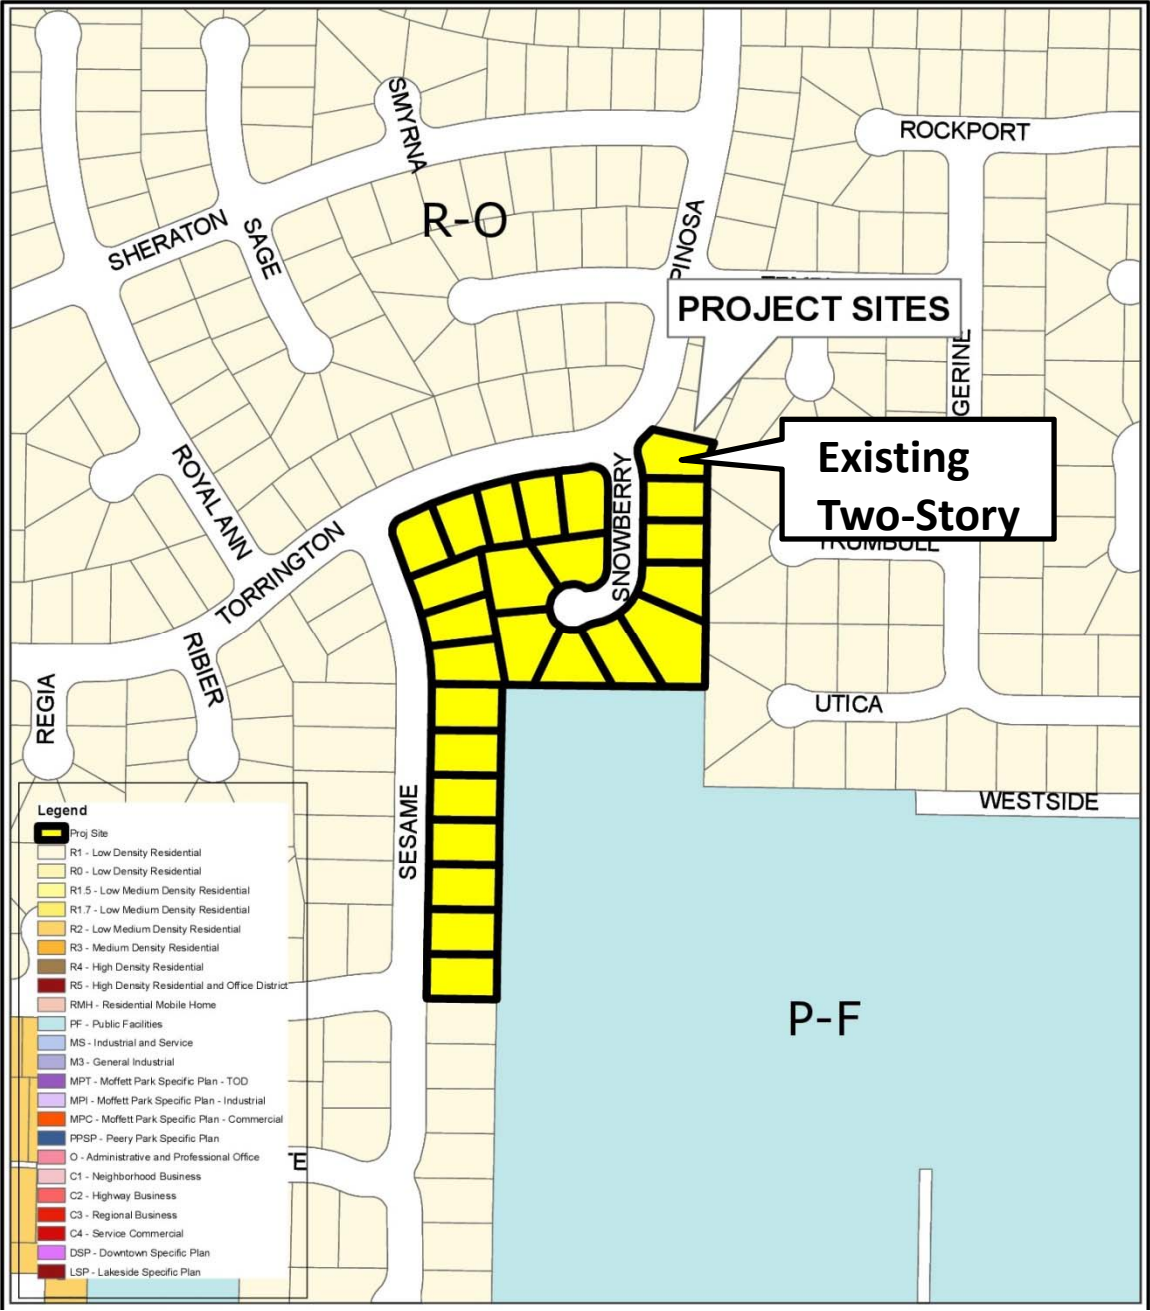 SMYRNA
ROCKPORT
R-O
SHERATON
SAGE
PINOSA
PROJECT SITES
GERINE
Existing
Two-Story
ROYAL ANN
SNOWBERRY
TORRINGTON
TRUMBULL
RIBIER
REGIA
UTICA
WESTSIDE
SESAME
Legend
Proj Site
R1 - Low Density Residential
R0 - Low Density Residential
R1.5 - Low Medium Density Residential
R1.7 - Low Medium Density Residential
R2 - Low Medium Density Residential
R3 - Medium Density Residential
R4 - High Density Residential
R5 - High Density Residential and Office District
RMH - Residential Mobile Home
PF - Public Facilities
MS - Industrial and Service
M3 - General Industrial
MPT - Moffett Park Specific Plan - TOD
MPI - Moffett Park Specific Plan - Industrial
MPC - Moffett Park Specific Plan - Commercial
PPSP - Peery Park Specific Plan
O - Administrative and Professional Office
C1 - Neighborhood Business
C2 - Highway Business
C3 - Regional Business
C4 - Service Commercial
DSP - Downtown Specific Plan
LSP - Lakeside Specific Plan
P-F
TE